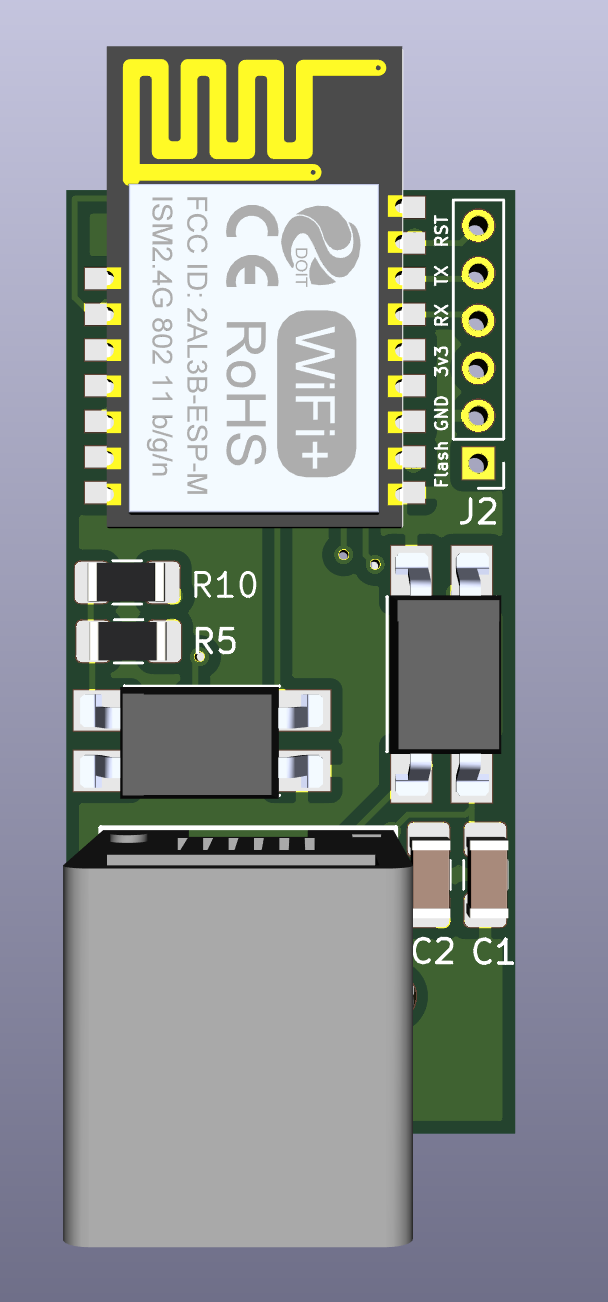 FCC ID: 2AL3B-ESP-M
ISM2.4G 802 11 b/g/n
CE
RoHS
DOIT
WiFi+
RST
TX
RX
3v3
GND
Flash
J2
R10
R5
C2
C1